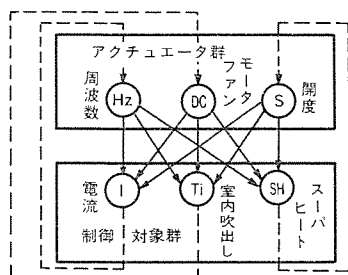 アクチュエータ群
周波数
Hz
DC
ファン
モータ
S
開度
電流
I
Ti
室内吹出し
SH
スーパ
ヒート
制御対象群